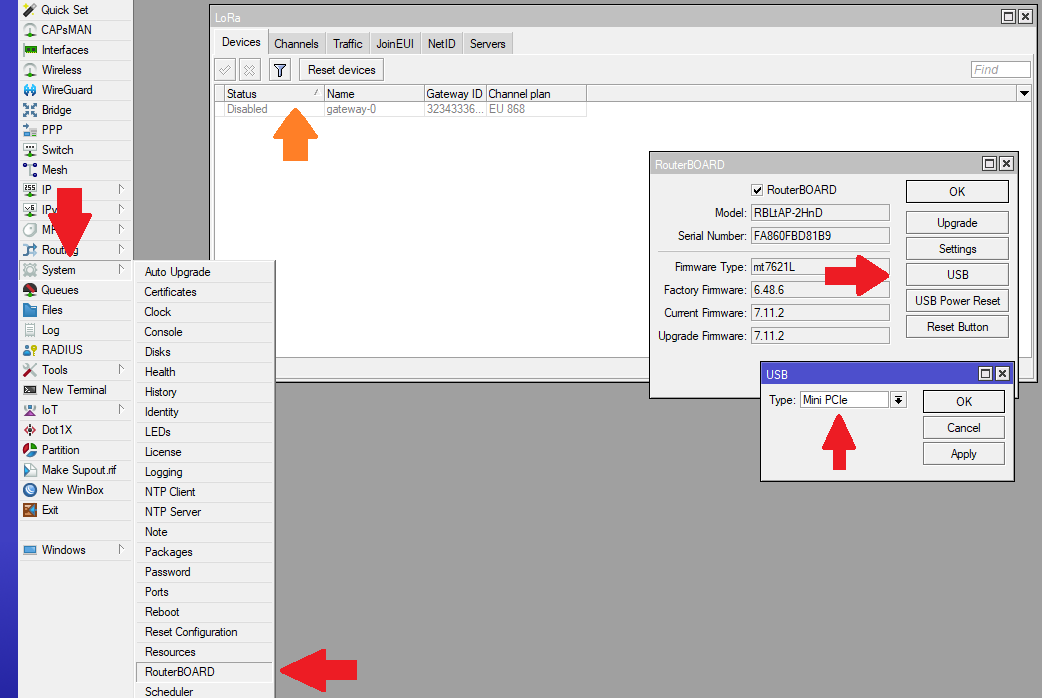 Quick Set
CAPsMAN
Interfaces
Wireless
WireGuard
Bridge
PPP
Switch
Mesh
IP
Routing
System
Queues
Files
Log
RADIUS
Tools
New Terminal
IoT
Dot1X
Partition
Make Supout.rif
New WinBox
Exit
Windows
Auto Upgrade
Certificates
Clock
Console
Disks
Health
History
Identity
LEDs
License
Logging
NTP Client
NTP Server
Note
Packages
Password
Ports
Reboot
Reset Configuration
Resources
RouterBOARD
Scheduler
LoRa
Devices Channels Traffic JoinEUI NetID Servers
Reset devices Find
Status Name Gateway ID Channel plan
Disabled gateway-0 32343336... EU 868
RouterBOARD
RouterBOARD OK
Model: RBLtAP-2HnD
Upgrade
Serial Number: FA860FBD81B9
Settings
Firmware Type: mt7621L USB
Factory Firmware: 6.48.6
USB Power Reset
Current Firmware: 7.11.2
Reset Button
Upgrade Firmware: 7.11.2
USB
Type: Mini PCIe OK
Cancel
Apply